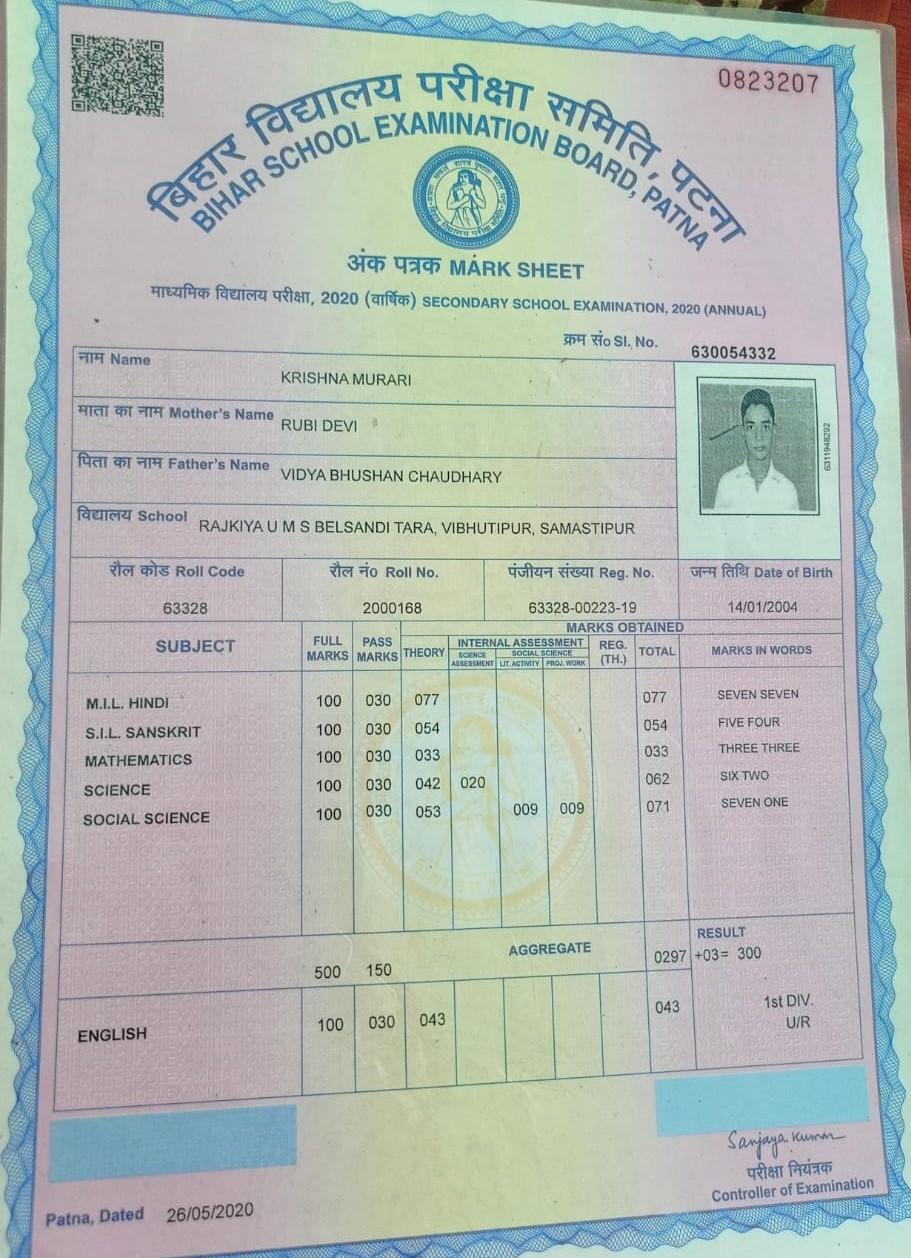 0823207
बिहार विद्यालय परीक्षा समिति, पटना
BIHAR SCHOOL EXAMINATION BOARD, PATNA
अंक पत्रक MARK SHEET
माध्यमिक विद्यालय परीक्षा, 2020 (वार्षिक) SECONDARY SCHOOL EXAMINATION, 2020 (ANNUAL)
क्रम सं० Sl. No. 630054332
नाम Name KRISHNA MURARI
माता का नाम Mother's Name RUBI DEVI
पिता का नाम Father's Name VIDYA BHUSHAN CHAUDHARY
विद्यालय School RAJKIYA U M S BELSANDI TARA, VIBHUTIPUR, SAMASTIPUR
6311948292
रौल कोड Roll Code रौल नं० Roll No. पंजीयन संख्या Reg. No. जन्म तिथि Date of Birth
63328 2000168 63328-00223-19 14/01/2004
MARKS OBTAINED
SUBJECT FULL MARKS PASS MARKS THEORY INTERNAL ASSESSMENT REG. (TH.) TOTAL MARKS IN WORDS
SCIENCE ASSESSMENT SOCIAL SCIENCE LIT. ACTIVITY PROJ. WORK
M.I.L. HINDI 100 030 077 077 SEVEN SEVEN
S.I.L. SANSKRIT 100 030 054 054 FIVE FOUR
MATHEMATICS 100 030 033 033 THREE THREE
SCIENCE 100 030 042 020 062 SIX TWO
SOCIAL SCIENCE 100 030 053 009 009 071 SEVEN ONE
RESULT
500 150 AGGREGATE 0297 +03= 300
ENGLISH 100 030 043 043 1st DIV.
U/R
Sanjaya Kumar
परीक्षा नियंत्रक
Controller of Examination
Patna, Dated 26/05/2020